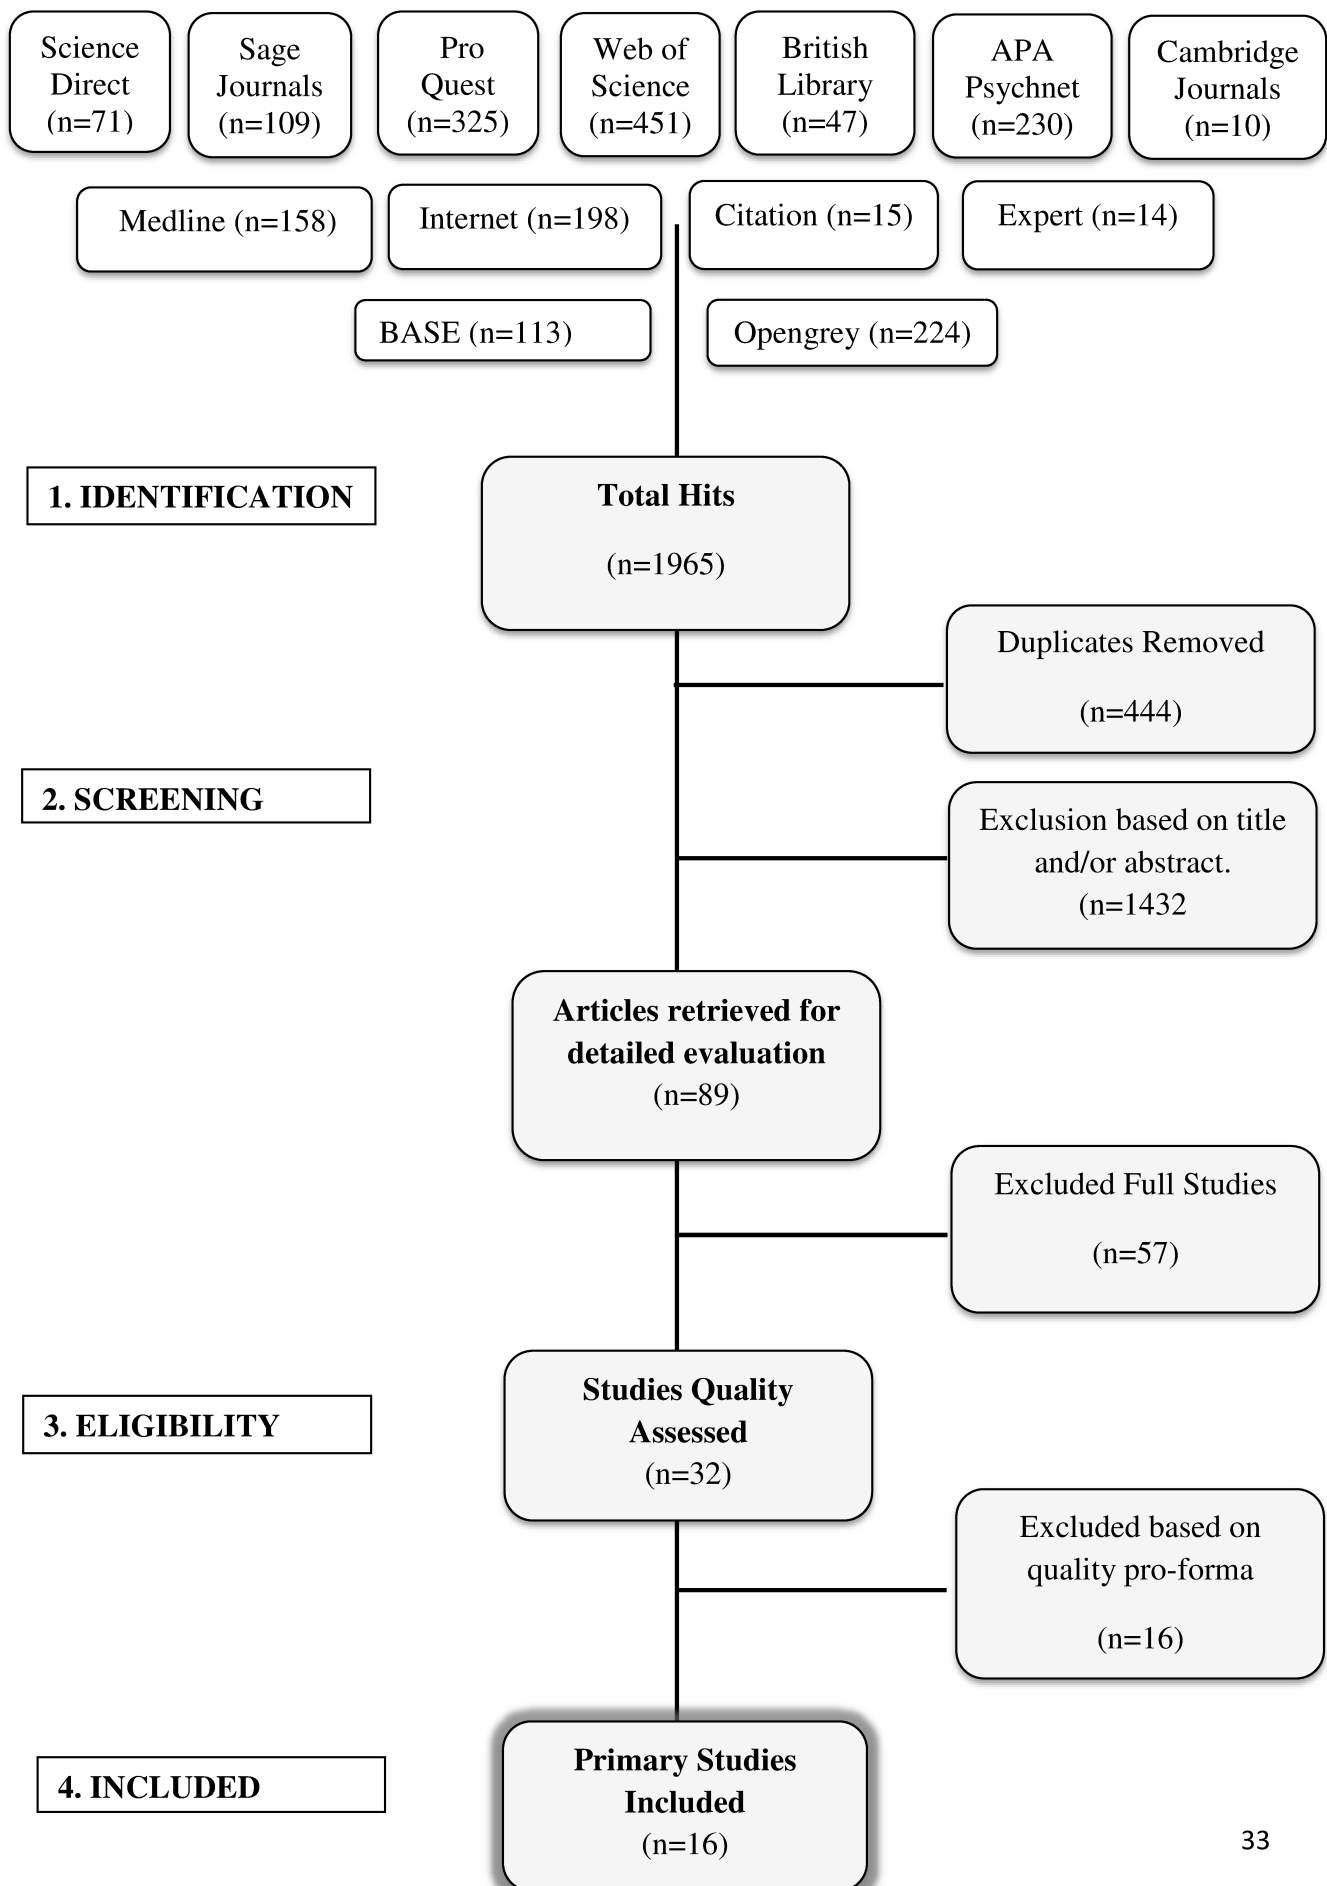 Science
Direct
(n=71)
Sage
Journals
(n=109)
Pro
Quest
(n=325)
Web of
Science
(n=451)
British
Library
(n=47)
APA
Psychnet
(n=230)
Cambridge
Journals
(n=10)
Medline (n=158)
Internet (n=198)
Citation (n=15)
Expert (n=14)
BASE (n=113)
Opengrey (n=224)
1. IDENTIFICATION
Total Hits
(n=1965)
Duplicates Removed
(n=444)
2. SCREENING
Exclusion based on title
and/or abstract.
(n=1432
Articles retrieved for
detailed evaluation
(n=89)
Excluded Full Studies
(n=57)
3. ELIGIBILITY
Studies Quality
Assessed
(n=32)
Excluded based on
quality pro-forma
(n=16)
4. INCLUDED
Primary Studies
Included
(n=16)
33